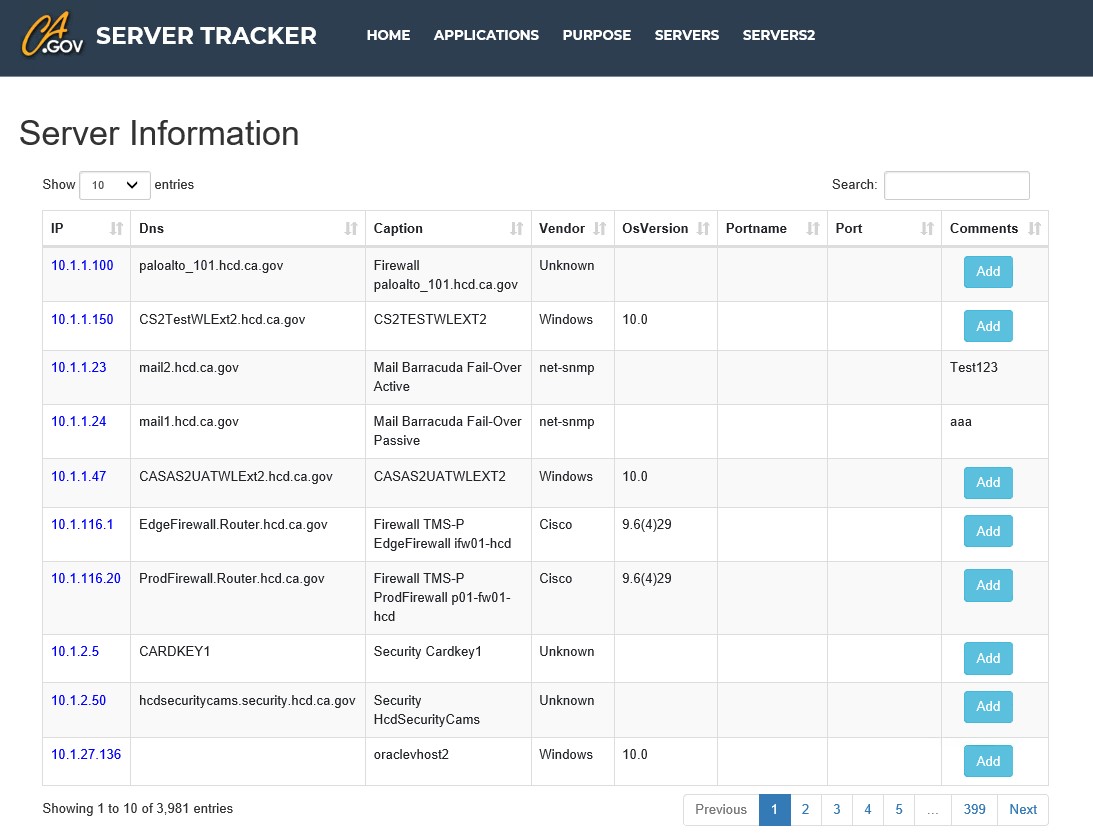 CA.GOV SERVER TRACKER HOME APPLICATIONS PURPOSE SERVERS SERVERS2
Server Information
Show 10 entries Search:
IP Dns Caption Vendor OsVersion Portname Port Comments
10.1.1.100 paloalto_101.hcd.ca.gov Firewall Unknown Add
paloalto_101.hcd.ca.gov
10.1.1.150 CS2TestWLExt2.hcd.ca.gov CS2TESTWLEXT2 Windows 10.0 Add
10.1.1.23 mail2.hcd.ca.gov Mail Barracuda Fail-Over net-snmp Test123
Active
10.1.1.24 mail1.hcd.ca.gov Mail Barracuda Fail-Over net-snmp aaa
Passive
10.1.1.47 CASAS2UATWLExt2.hcd.ca.gov CASAS2UATWLEXT2 Windows 10.0 Add
10.1.116.1 EdgeFirewall.Router.hcd.ca.gov Firewall TMS-P Cisco 9.6(4)29 Add
EdgeFirewall ifw01-hcd
10.1.116.20 ProdFirewall.Router.hcd.ca.gov Firewall TMS-P Cisco 9.6(4)29 Add
ProdFirewall p01-fw01-
hcd
10.1.2.5 CARDKEY1 Security Cardkey1 Unknown Add
10.1.2.50 hcdsecuritycams.security.hcd.ca.gov Security Unknown Add
HcdSecurityCams
10.1.27.136 oraclevhost2 Windows 10.0 Add
Showing 1 to 10 of 3,981 entries Previous 1 2 3 4 5 ... 399 Next